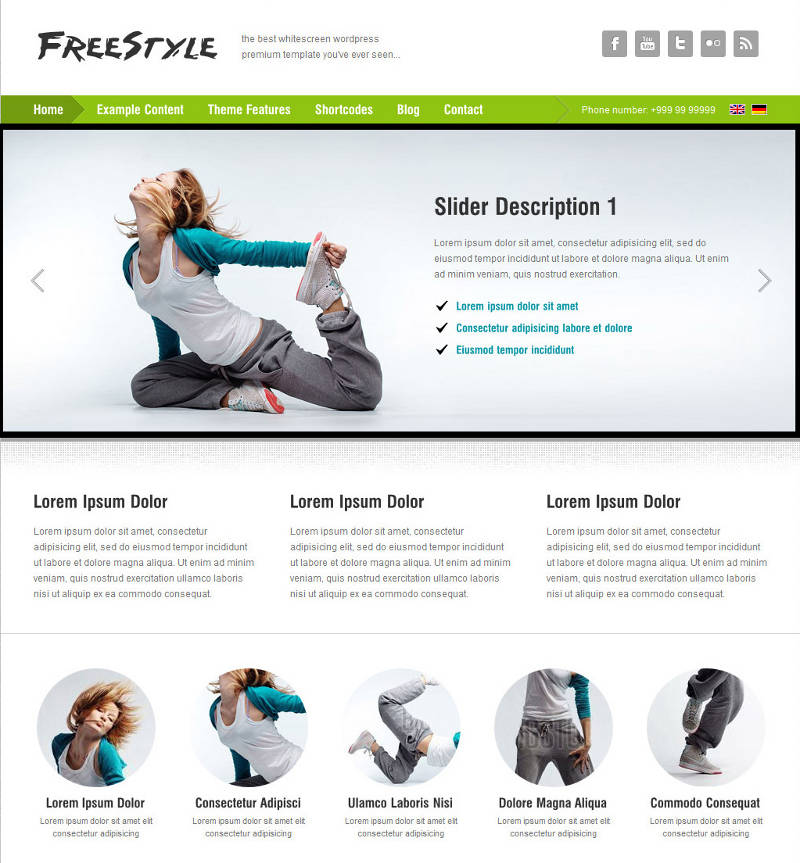 FREESTYLE
the best whitescreen wordpress
premium template you've ever seen...
You
Tube
Home
Example Content
Theme Features
Shortcodes
Blog
Contact
Phone number: +999 99 99999
Slider Description 1
Lorem ipsum dolor sit amet, consectetur adipisicing elit, sed do
eiusmod tempor incididunt ut labore et dolore magna aliqua. Ut enim
ad minim veniam, quis nostrud exercitation.
Lorem ipsum dolor sit amet
Consectetur adipisicing labore et dolore
Eiusmod tempor incididunt
Lorem Ipsum Dolor
Lorem ipsum dolor sit amet, consectetur
adipisicing elit, sed do eiusmod tempor incididunt
ut labore et dolore magna aliqua. Ut enim ad minim
veniam, quis nostrud exercitation ullamco laboris
nisi ut aliquip ex ea commodo consequat.
Lorem Ipsum Dolor
Lorem ipsum dolor sit amet, consectetur
adipisicing elit, sed do eiusmod tempor incididunt
ut labore et dolore magna aliqua. Ut enim ad minim
veniam, quis nostrud exercitation ullamco laboris
nisi ut aliquip ex ea commodo consequat.
Lorem Ipsum Dolor
Lorem ipsum dolor sit amet, consectetur
adipisicing elit, sed do eiusmod tempor incididunt
ut labore et dolore magna aliqua. Ut enim ad minim
veniam, quis nostrud exercitation ullamco laboris
nisi ut aliquip ex ea commodo consequat.
Lorem Ipsum Dolor
Lorem ipsum dolor sit amet, elit
consectetur adipisicing
Consectetur Adipisci
Lorem ipsum dolor sit amet, elit
consectetur adipisicing
Ulamco Laboris Nisi
Lorem ipsum dolor sit amet, elit
consectetur adipisicing
Dolore Magna Aliqua
Lorem ipsum dolor sit amet, elit
consectetur adipisicing
Commodo Consequat
Lorem ipsum dolor sit amet, elit
consectetur adipisicing